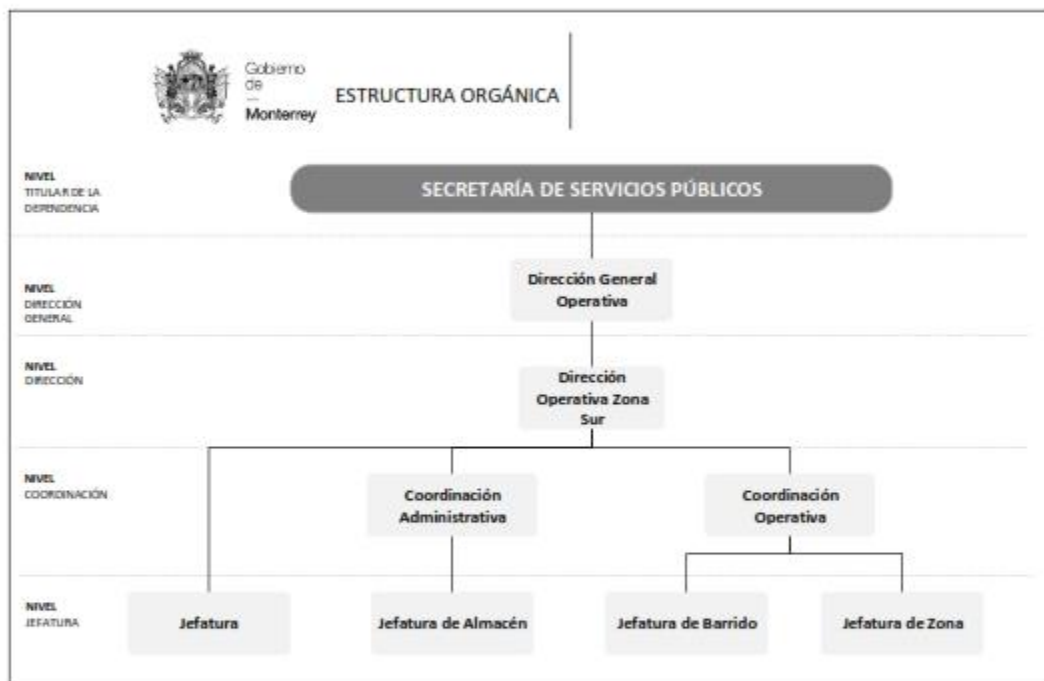 Gobierno
de
—
Monterrey
ESTRUCTURA ORGÁNICA
NIVEL
TITULAR DE LA
DEPENDENCIA
SECRETARÍA DE SERVICIOS PÚBLICOS
NIVEL
DIRECCIÓN
GENERAL
Dirección General
Operativa
NIVEL
DIRECCIÓN
Dirección
Operativa Zona
Sur
NIVEL
COORDINACIÓN
Coordinación
Administrativa
Coordinación
Operativa
NIVEL
JEFATURA
Jefatura
Jefatura de Almacén
Jefatura de Barrido
Jefatura de Zona